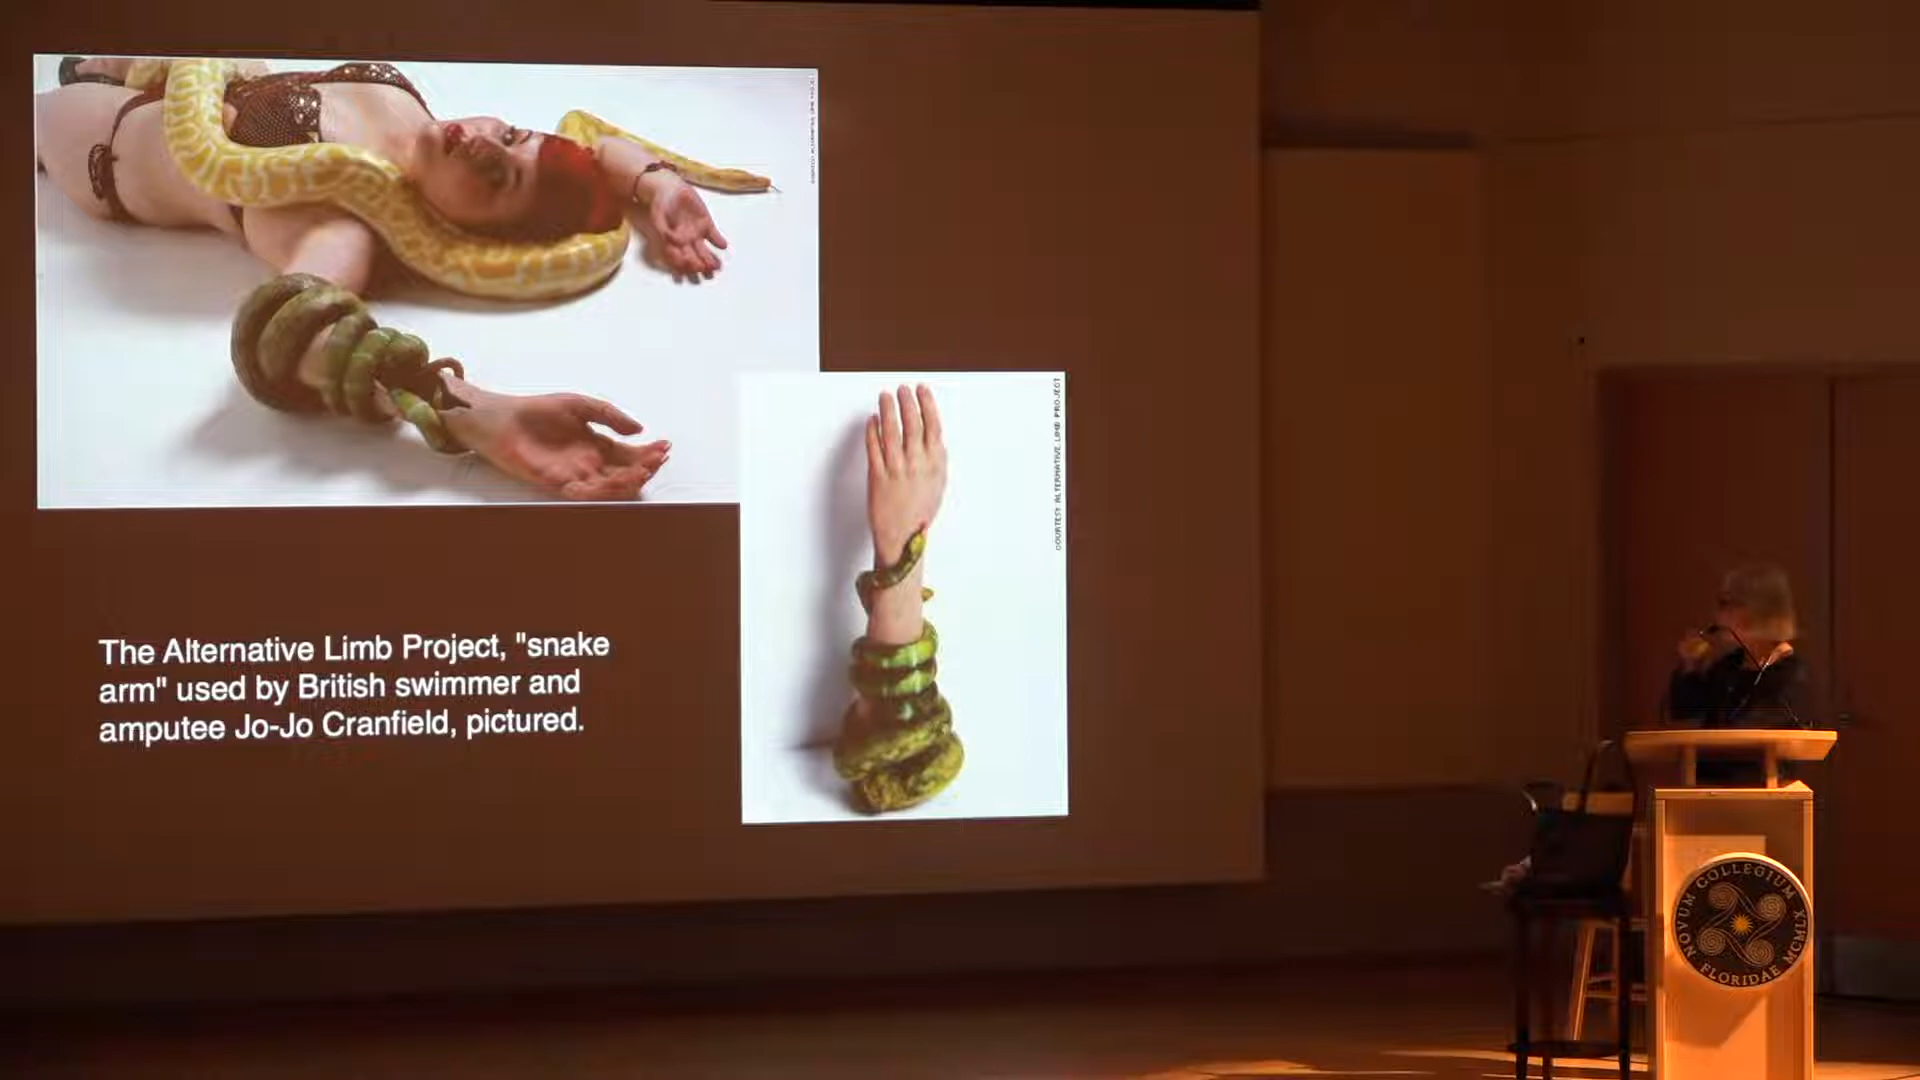 The Alternative Limb Project, "snake
arm" used by British swimmer and
amputee Jo-Jo Cranfield, pictured.
COURTESY ALTERNATIVE LIMB PROJECT
COURTESY ALTERNATIVE LIMB PROJECT
NOVUM COLLEGIUM FLORIDAE MCMLX